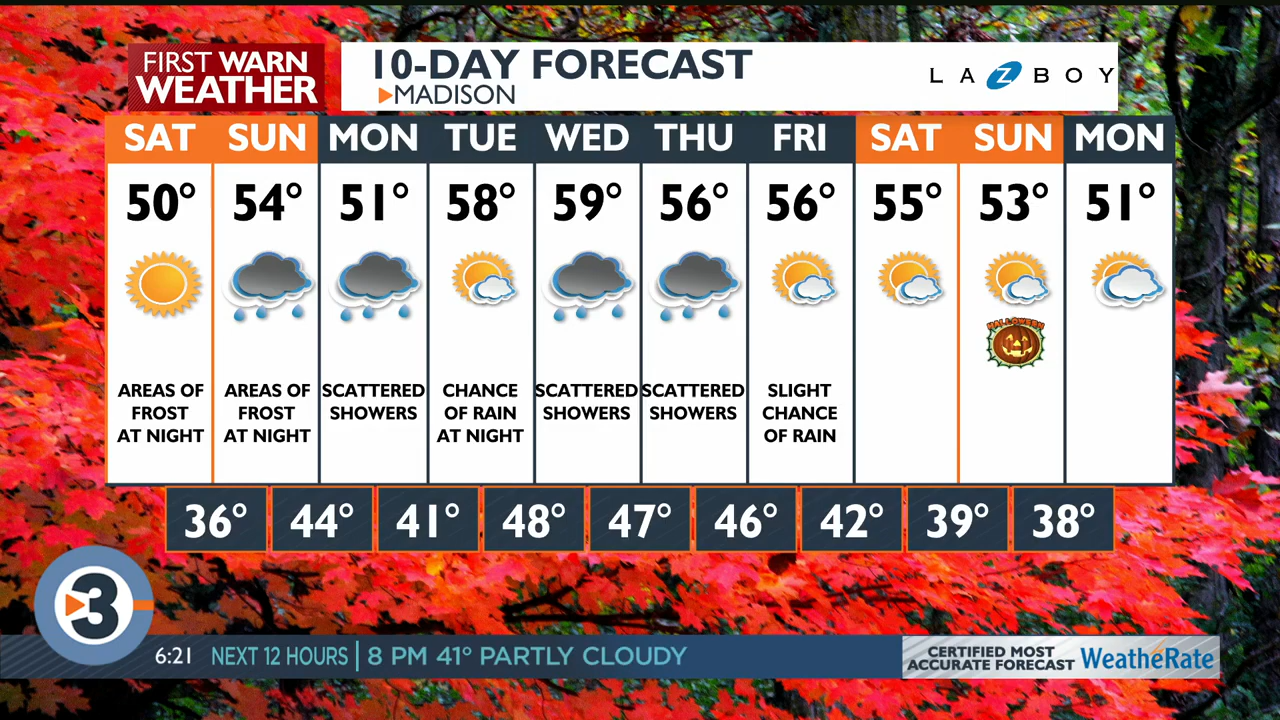 FIRST WARN
WEATHER
10-DAY FORECAST
MADISON
LA Z BOY
SAT SUN MON TUE WED THU FRI SAT SUN MON
50° 54° 51° 58° 59° 56° 56° 55° 53° 51°
HALLOWEEN
AREAS OF
FROST
AT NIGHT
AREAS OF
FROST
AT NIGHT
SCATTERED
SHOWERS
CHANCE
OF RAIN
AT NIGHT
SCATTERED
SHOWERS
SCATTERED
SHOWERS
SLIGHT
CHANCE
OF RAIN
36° 44° 41° 48° 47° 46° 42° 39° 38°
3
6:21 NEXT 12 HOURS 8 PM 41° PARTLY CLOUDY
CERTIFIED MOST
ACCURATE FORECAST
WeatheRate